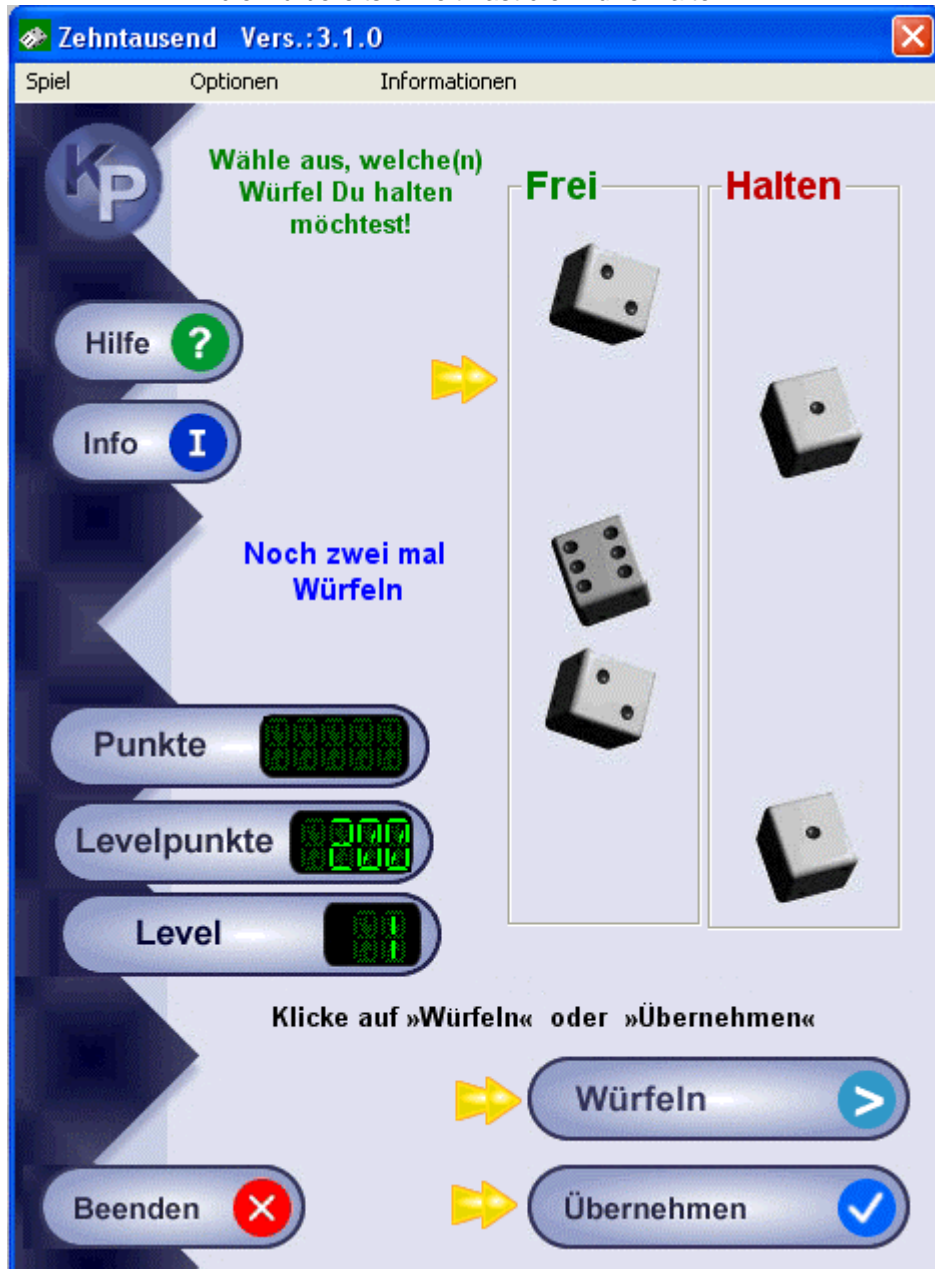 Zehntausend Vers.:3.1.0
Spiel Optionen Informationen
KP
Wähle aus, welche(n)
Würfel Du halten
möchtest!
Frei
Halten
Hilfe ?
Info I
Noch zwei mal
Würfeln
Punkte
Levelpunkte 200
Level 1
Klicke auf »Würfeln« oder »Übernehmen«
Würfeln >
Beenden
Übernehmen